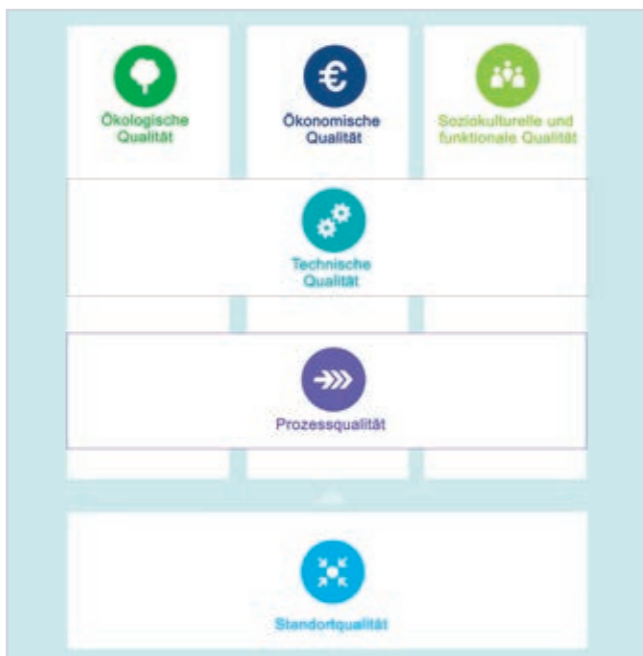 Ökologische
Qualität
Ökonomische
Qualität
Soziokulturelle und
funktionale Qualität
Technische
Qualität
Prozessqualität
Standortqualität